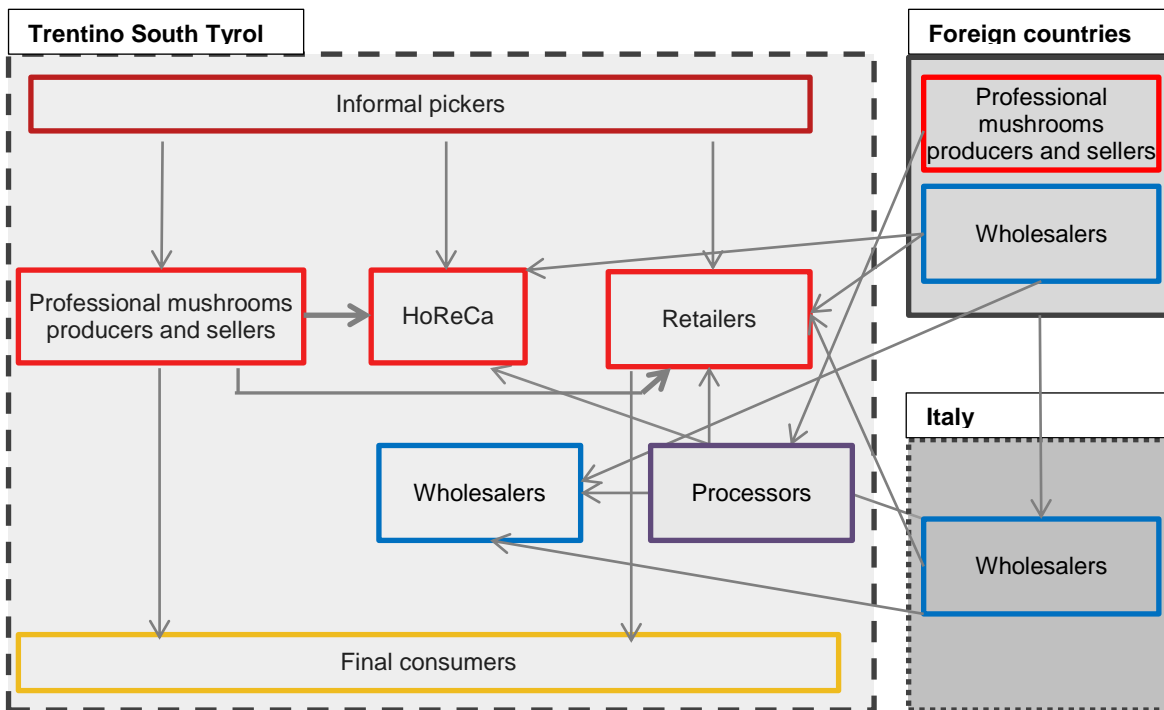 Trentino South Tyrol
Foreign countries
Informal pickers
Professional
mushrooms
producers and sellers
Wholesalers
Professional mushrooms
producers and sellers
HoReCa
Retailers
Italy
Wholesalers
Processors
Wholesalers
Final consumers